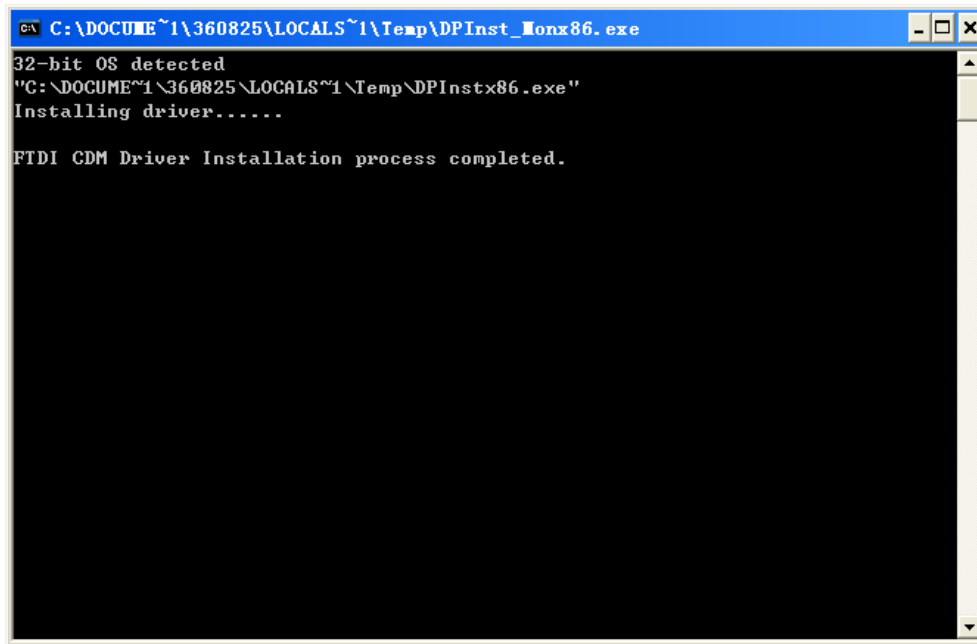 C:\DOCUME~1\360825\LOCALS~1\Temp\DPInst_Monx86.exe
32-bit OS detected
"C:\DOCUME~1\360825\LOCALS~1\Temp\DPInstx86.exe"
Installing driver......
FTDI CDM Driver Installation process completed.